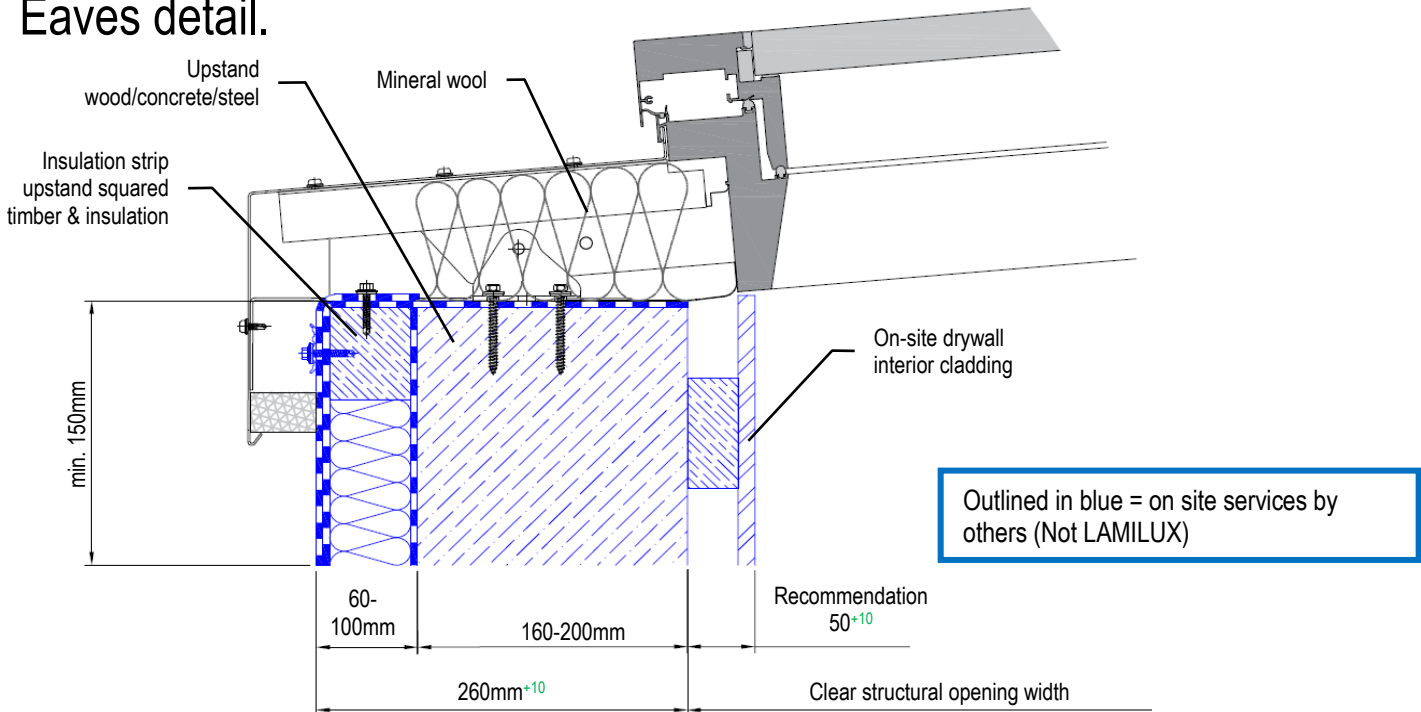 Eaves detail.
Upstand
wood/concrete/steel
Mineral wool
Insulation strip
upstand squared
timber & insulation
On-site drywall
interior cladding
min. 150mm
Outlined in blue = on site services by
others (Not LAMILUX)
60-
100mm
160-200mm
Recommendation
50+10
260mm+10
Clear structural opening width